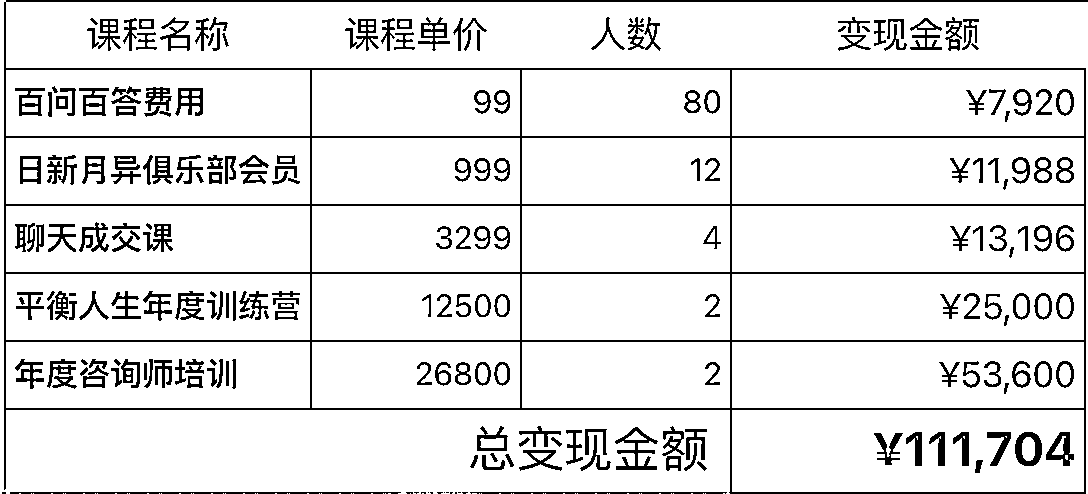 课程名称 课程单价 人数 变现金额
百问百答费用 99 80 ¥7,920
日新月异俱乐部会员 999 12 ¥11,988
聊天成交课 3299 4 ¥13,196
平衡人生年度训练营 12500 2 ¥25,000
年度咨询师培训 26800 2 ¥53,600
总变现金额 ¥111,704